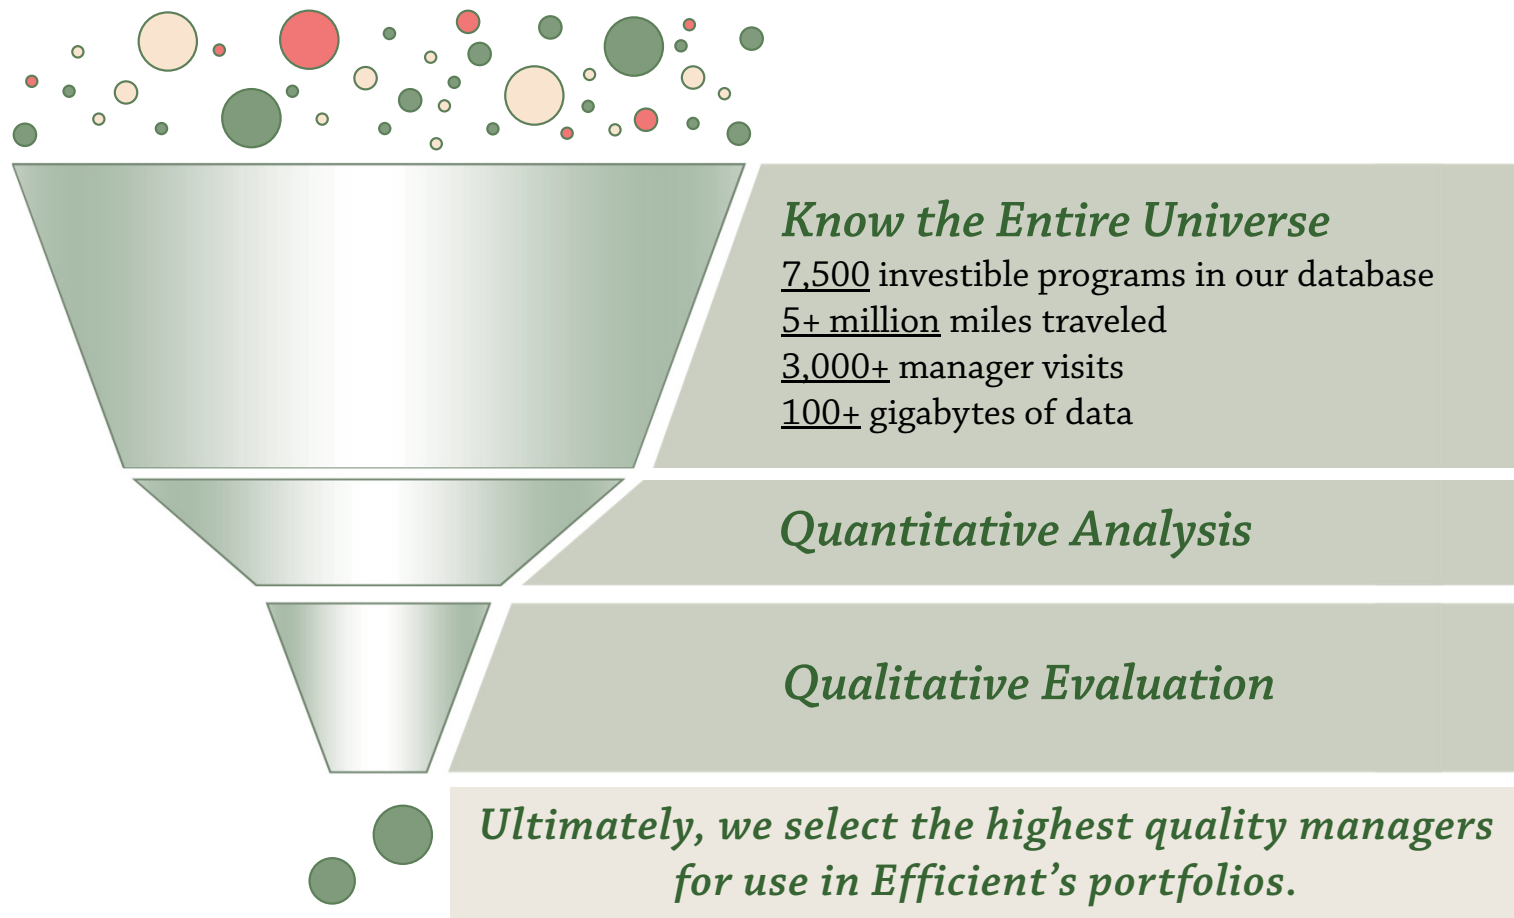 Know the Entire Universe
7,500 investible programs in our database
5+ million miles traveled
3,000+ manager visits
100+ gigabytes of data
Quantitative Analysis
Qualitative Evaluation
Ultimately, we select the highest quality managers
for use in Efficient’s portfolios.